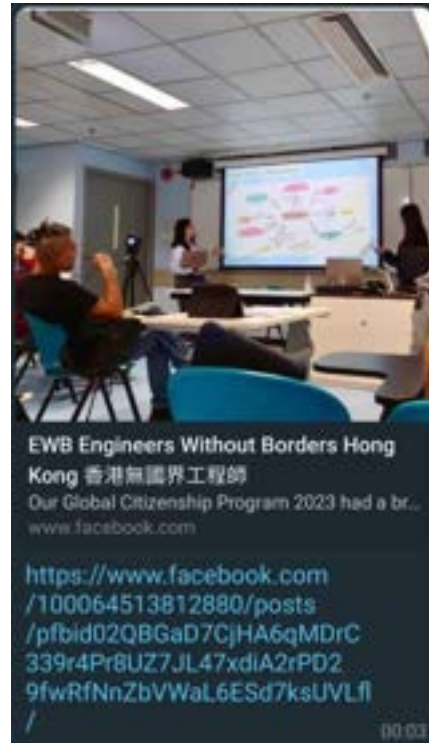 EWB Engineers Without Borders Hong
Kong 香港無國界工程師
Our Global Citizenship Program 2023 had a br...
www.facebook.com
https://www.facebook.com
/100064513812880/posts
/pfbid02QBGaD7CjHA6qMDrC
339r4Pr8UZ7JL47xdiA2rPD2
9fwRfNnZbVWaL6ESd7ksUVLfl
/
00:03